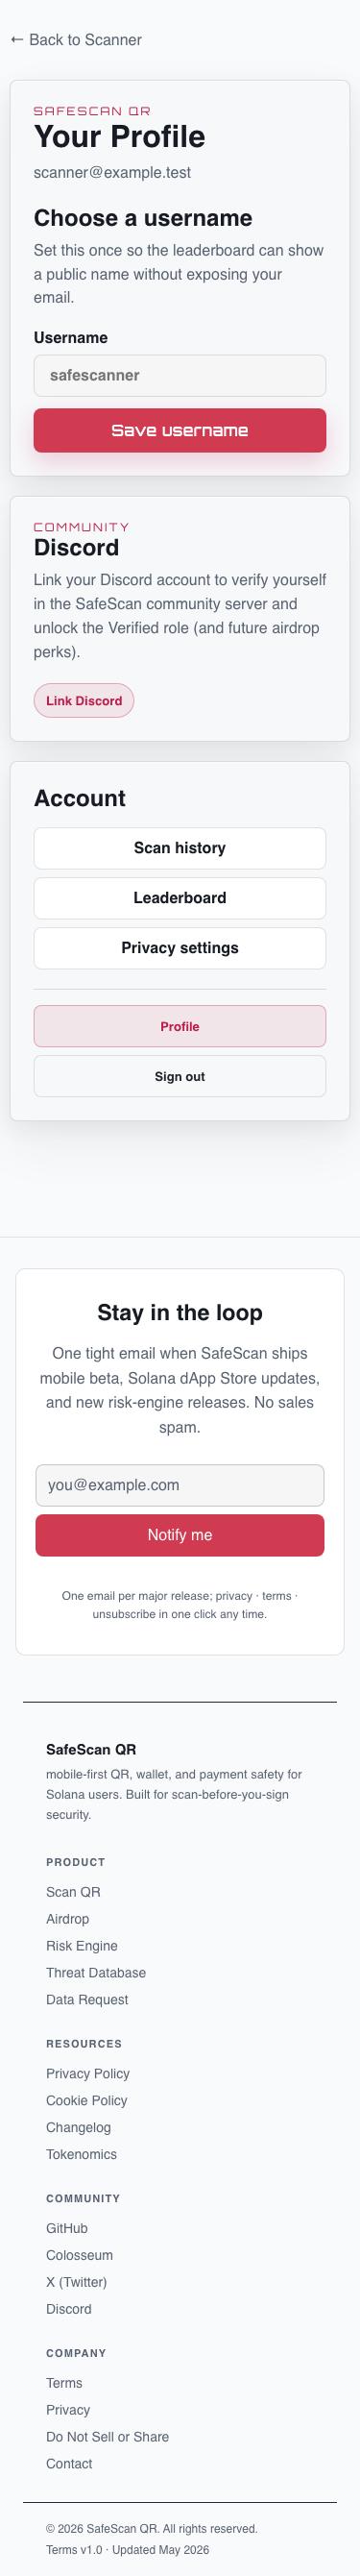 ← Back to Scanner
SAFESCAN QR
Your Profile
scanner@example.test
Choose a username
Set this once so the leaderboard can show
a public name without exposing your
email.
Username
safescanner
Save username
COMMUNITY
Discord
Link your Discord account to verify yourself
in the SafeScan community server and
unlock the Verified role (and future airdrop
perks).
Link Discord
Account
Scan history
Leaderboard
Privacy settings
Profile
Sign out
Stay in the loop
One tight email when SafeScan ships
mobile beta, Solana dApp Store updates,
and new risk-engine releases. No sales
spam.
you@example.com
Notify me
One email per major release; privacy · terms ·
unsubscribe in one click any time.
SafeScan QR
mobile-first QR, wallet, and payment safety for
Solana users. Built for scan-before-you-sign
security.
PRODUCT
Scan QR
Airdrop
Risk Engine
Threat Database
Data Request
RESOURCES
Privacy Policy
Cookie Policy
Changelog
Tokenomics
COMMUNITY
GitHub
Colosseum
X (Twitter)
Discord
COMPANY
Terms
Privacy
Do Not Sell or Share
Contact
© 2026 SafeScan QR. All rights reserved.
Terms v1.0 · Updated May 2026